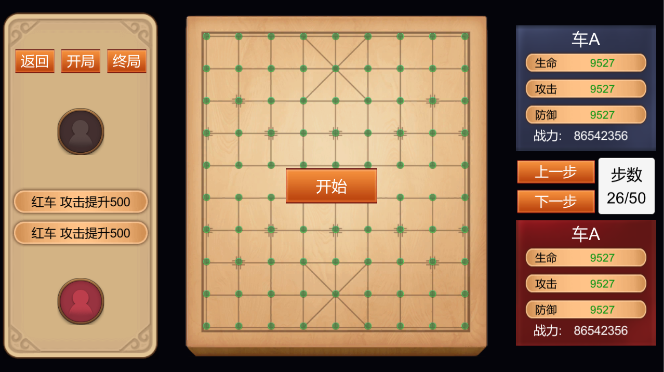 返回 开局 终局
红车 攻击提升500
红车 攻击提升500
开始
车A
生命 9527
攻击 9527
防御 9527
战力: 86542356
上一步
下一步
步数
26/50
车A
生命 9527
攻击 9527
防御 9527
战力: 86542356